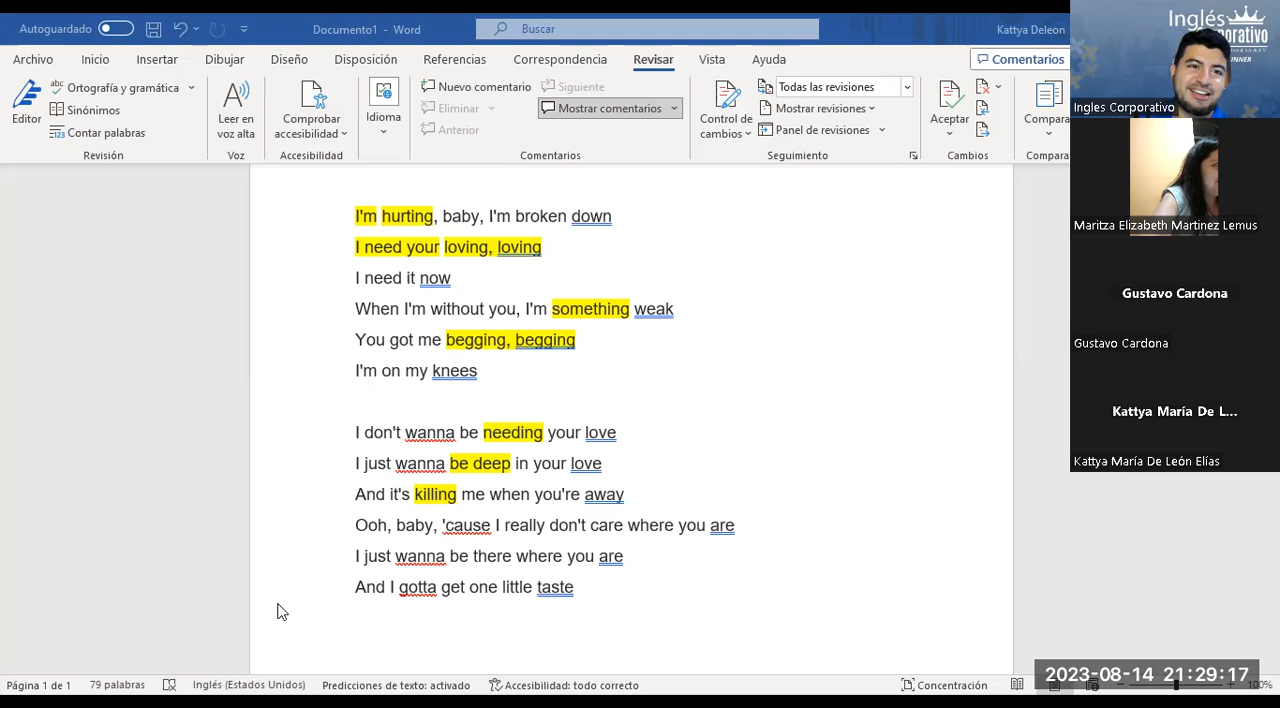 Autoguardado
Documento1 - Word
Buscar
Kattya Deleon
Archivo Inicio Insertar Dibujar Diseño Disposición Referencias Correspondencia Revisar Vista Ayuda
Comentarios
Editor
abc Ortografía y gramática
Sinónimos
123 Contar palabras
Revisión
Leer en
voz alta
Voz
Comprobar
accesibilidad
Accesibilidad
Idioma
Nuevo comentario
Eliminar
Anterior
Siguiente
Mostrar comentarios
Comentarios
Control de
cambios
Todas las revisiones
Mostrar revisiones
Panel de revisiones
Seguimiento
Aceptar
Cambios
Compara
Compara
I'm hurting, baby, I'm broken down
I need your loving, loving
I need it now
When I'm without you, I'm something weak
You got me begging, begging
I'm on my knees
I don't wanna be needing your love
I just wanna be deep in your love
And it's killing me when you're away
Ooh, baby, 'cause I really don't care where you are
I just wanna be there where you are
And I gotta get one little taste
Inglés
Ingles Corporativo
Maritza Elizabeth Martinez Lemus
Gustavo Cardona
Gustavo Cardona
Kattya María De L...
Kattya María De León Elías
Página 1 de 1
79 palabras
Inglés (Estados Unidos)
Predicciones de texto: activado
Accesibilidad: todo correcto
Concentración
100%
2023-08-14 21:29:17